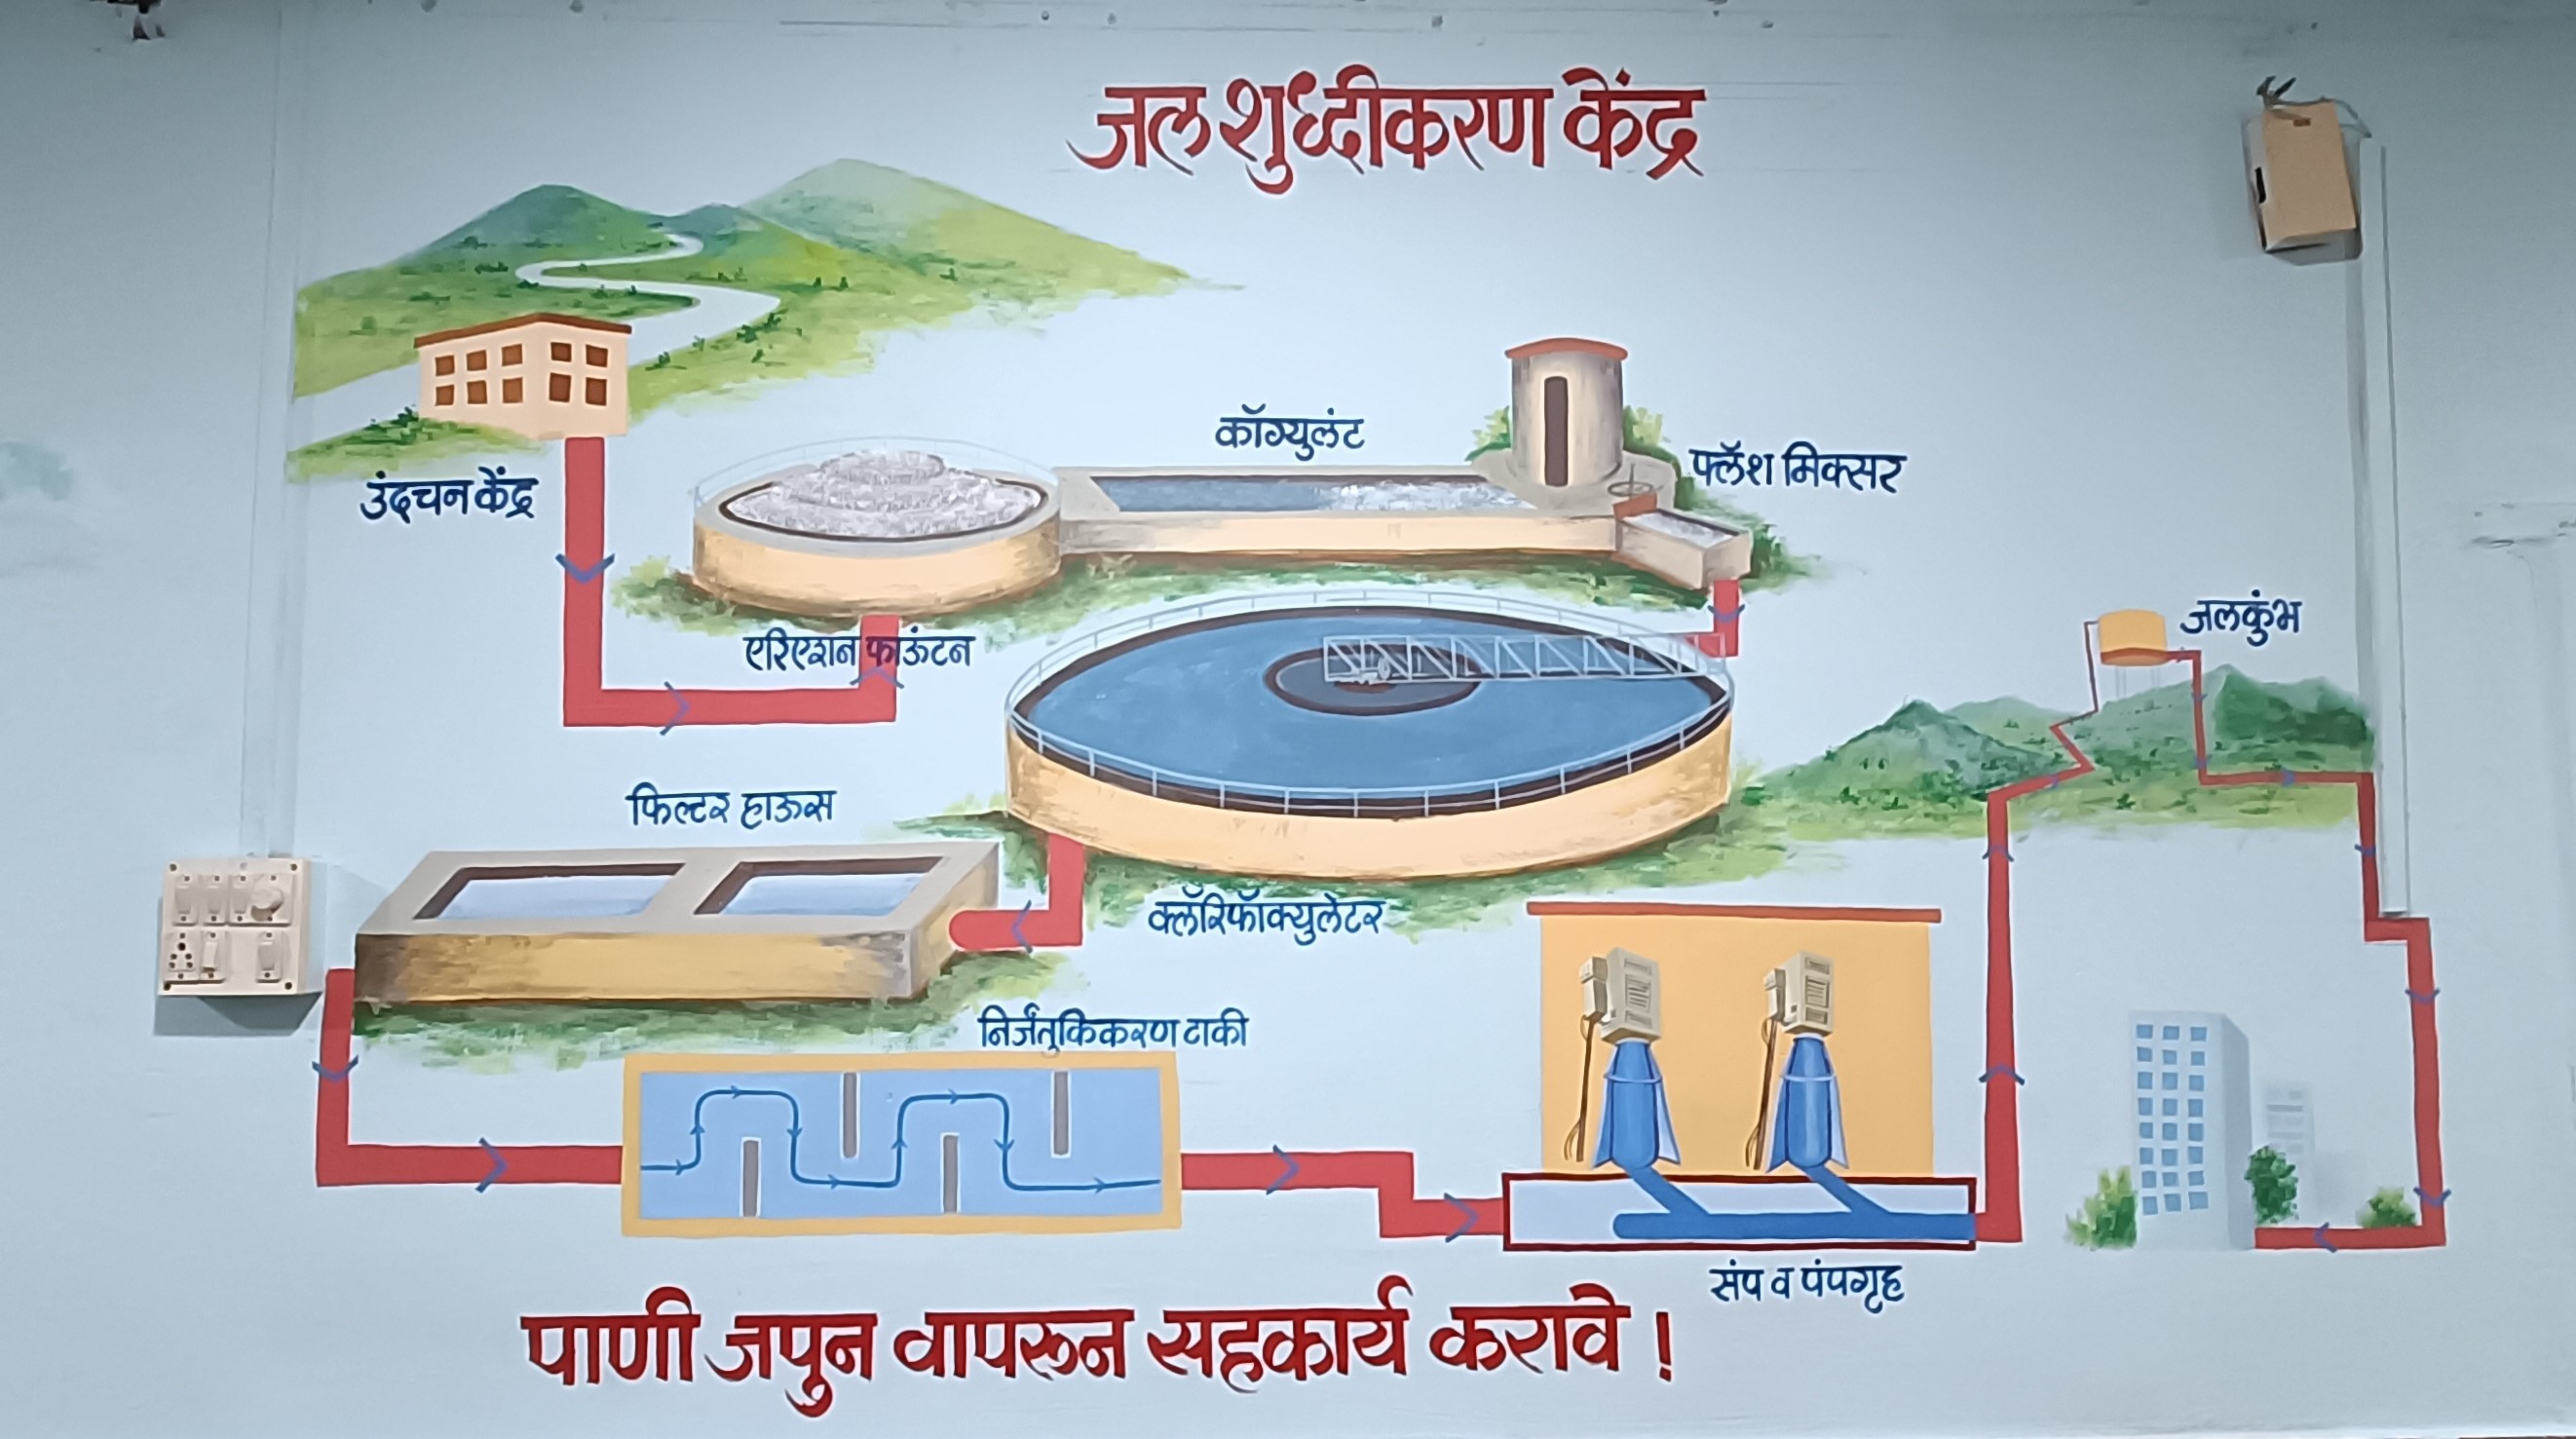 जल शुध्दीकरण केंद्र
उंदचन केंद्र
कॉग्युलंट
फ्लॅश मिक्सर
एरिएशन फाऊंटन
जलकुंभ
फिल्टर हाऊस
क्लॅरिफॉक्युलेटर
निर्जंतुकिकरण टाकी
संप व पंपगृह
पाणी जपुन वापरून सहकार्य करावे !